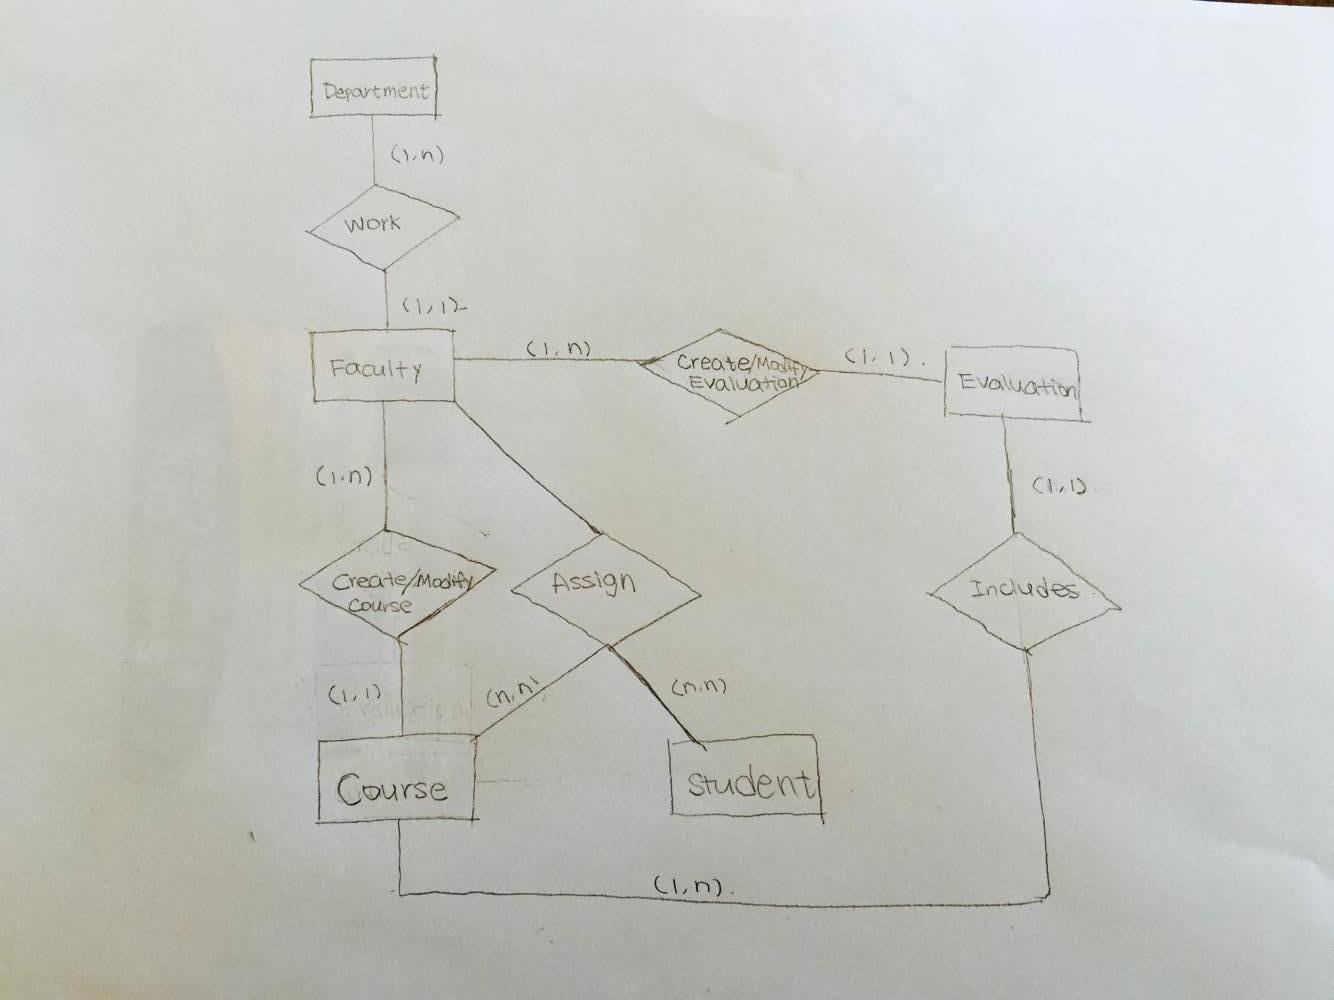 Department
(1,n)
Work
(1,1)
Faculty
(1,n)
Create/Modify
Evaluation
(1,1).
Evaluation
(1,n)
(1,1).
Create/Modify
Course
Assign
Includes
(1,1)
(n,n)
(n,n)
Course
Student
(1,n).